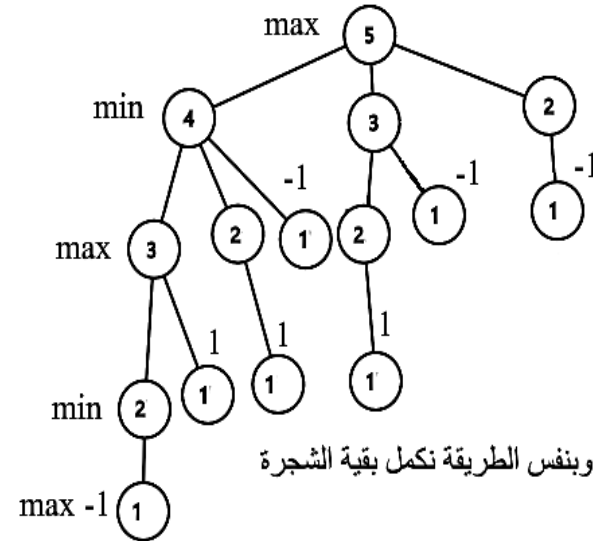 max 5
min 4 3 2
-1 -1 -1
max 3 2 1 2 1 1
1 1 1
min 2 1 1 1
وبنفس الطريقة نكمل بقية الشجرة
max -1 1